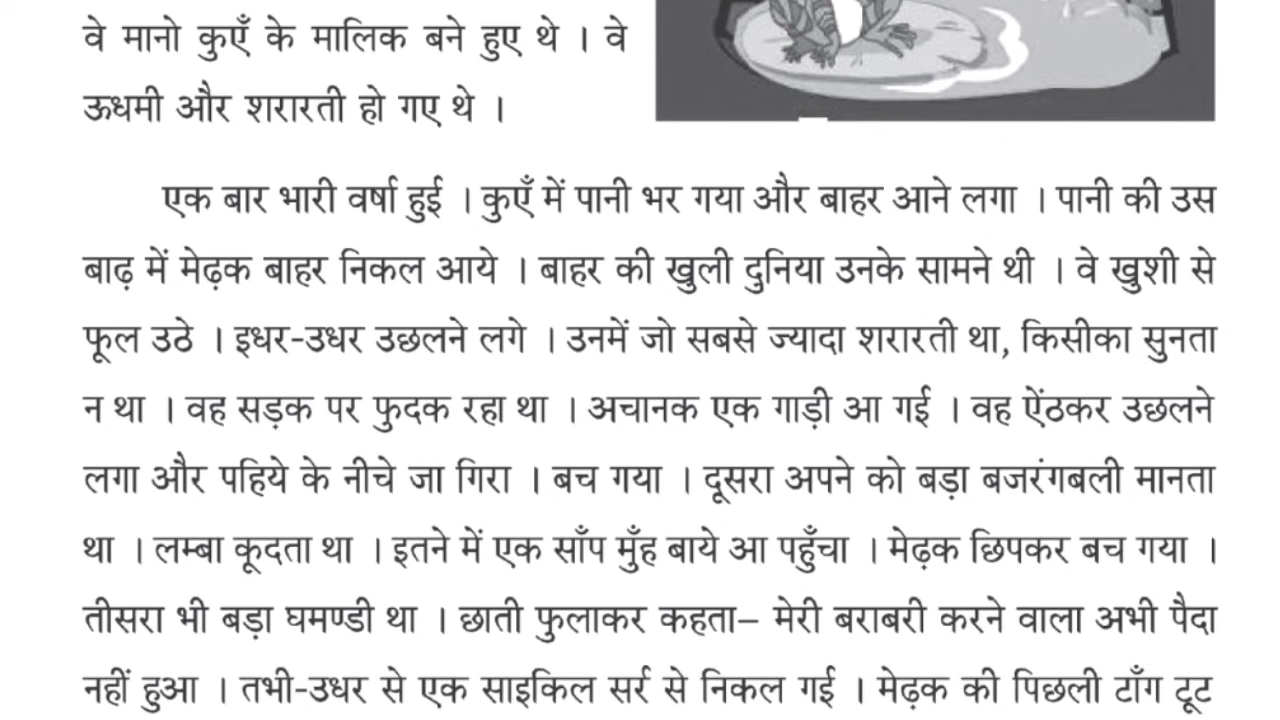 वे मानो कुएँ के मालिक बने हुए थे । वे
ऊधमी और शरारती हो गए थे ।
एक बार भारी वर्षा हुई । कुएँ में पानी भर गया और बाहर आने लगा । पानी की उस
बाढ़ में मेढ़क बाहर निकल आये । बाहर की खुली दुनिया उनके सामने थी । वे खुशी से
फूल उठे । इधर-उधर उछलने लगे । उनमें जो सबसे ज्यादा शरारती था, किसीका सुनता
न था । वह सड़क पर फुदक रहा था । अचानक एक गाड़ी आ गई । वह ऐंठकर उछलने
लगा और पहिये के नीचे जा गिरा । बच गया । दूसरा अपने को बड़ा बजरंगबली मानता
था । लम्बा कूदता था । इतने में एक साँप मुँह बाये आ पहुँचा । मेढ़क छिपकर बच गया ।
तीसरा भी बड़ा घमण्डी था । छाती फुलाकर कहता– मेरी बराबरी करने वाला अभी पैदा
नहीं हुआ । तभी-उधर से एक साइकिल सर्र से निकल गई । मेढ़क की पिछली टाँग टूट